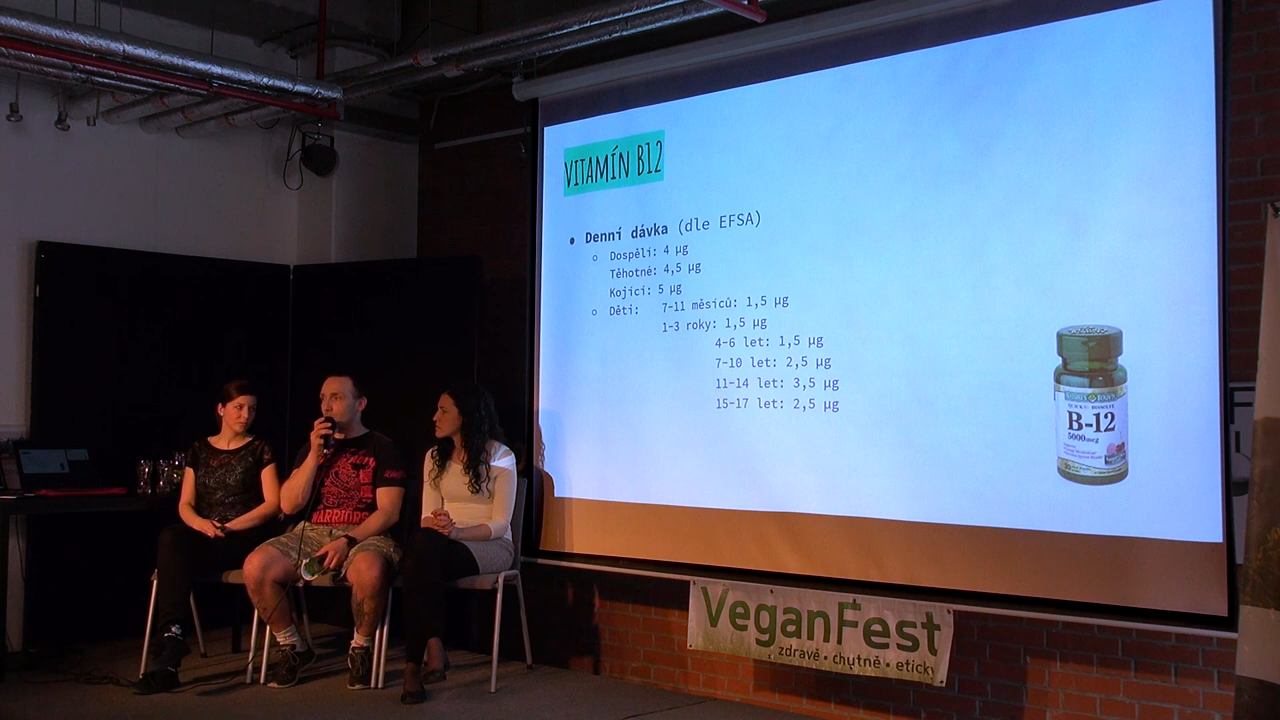 VITAMÍN B12
• Denní dávka (dle EFSA)
o Dospělí: 4 µg
Těhotné: 4,5 µg
Kojící: 5 µg
o Děti: 7-11 měsíců: 1,5 µg
1-3 roky: 1,5 µg
4-6 let: 1,5 µg
7-10 let: 2,5 µg
11-14 let: 3,5 µg
15-17 let: 2,5 µg
B-12
5000mcg
WARRIORS
VeganFest
zdravě • chutně • eticky